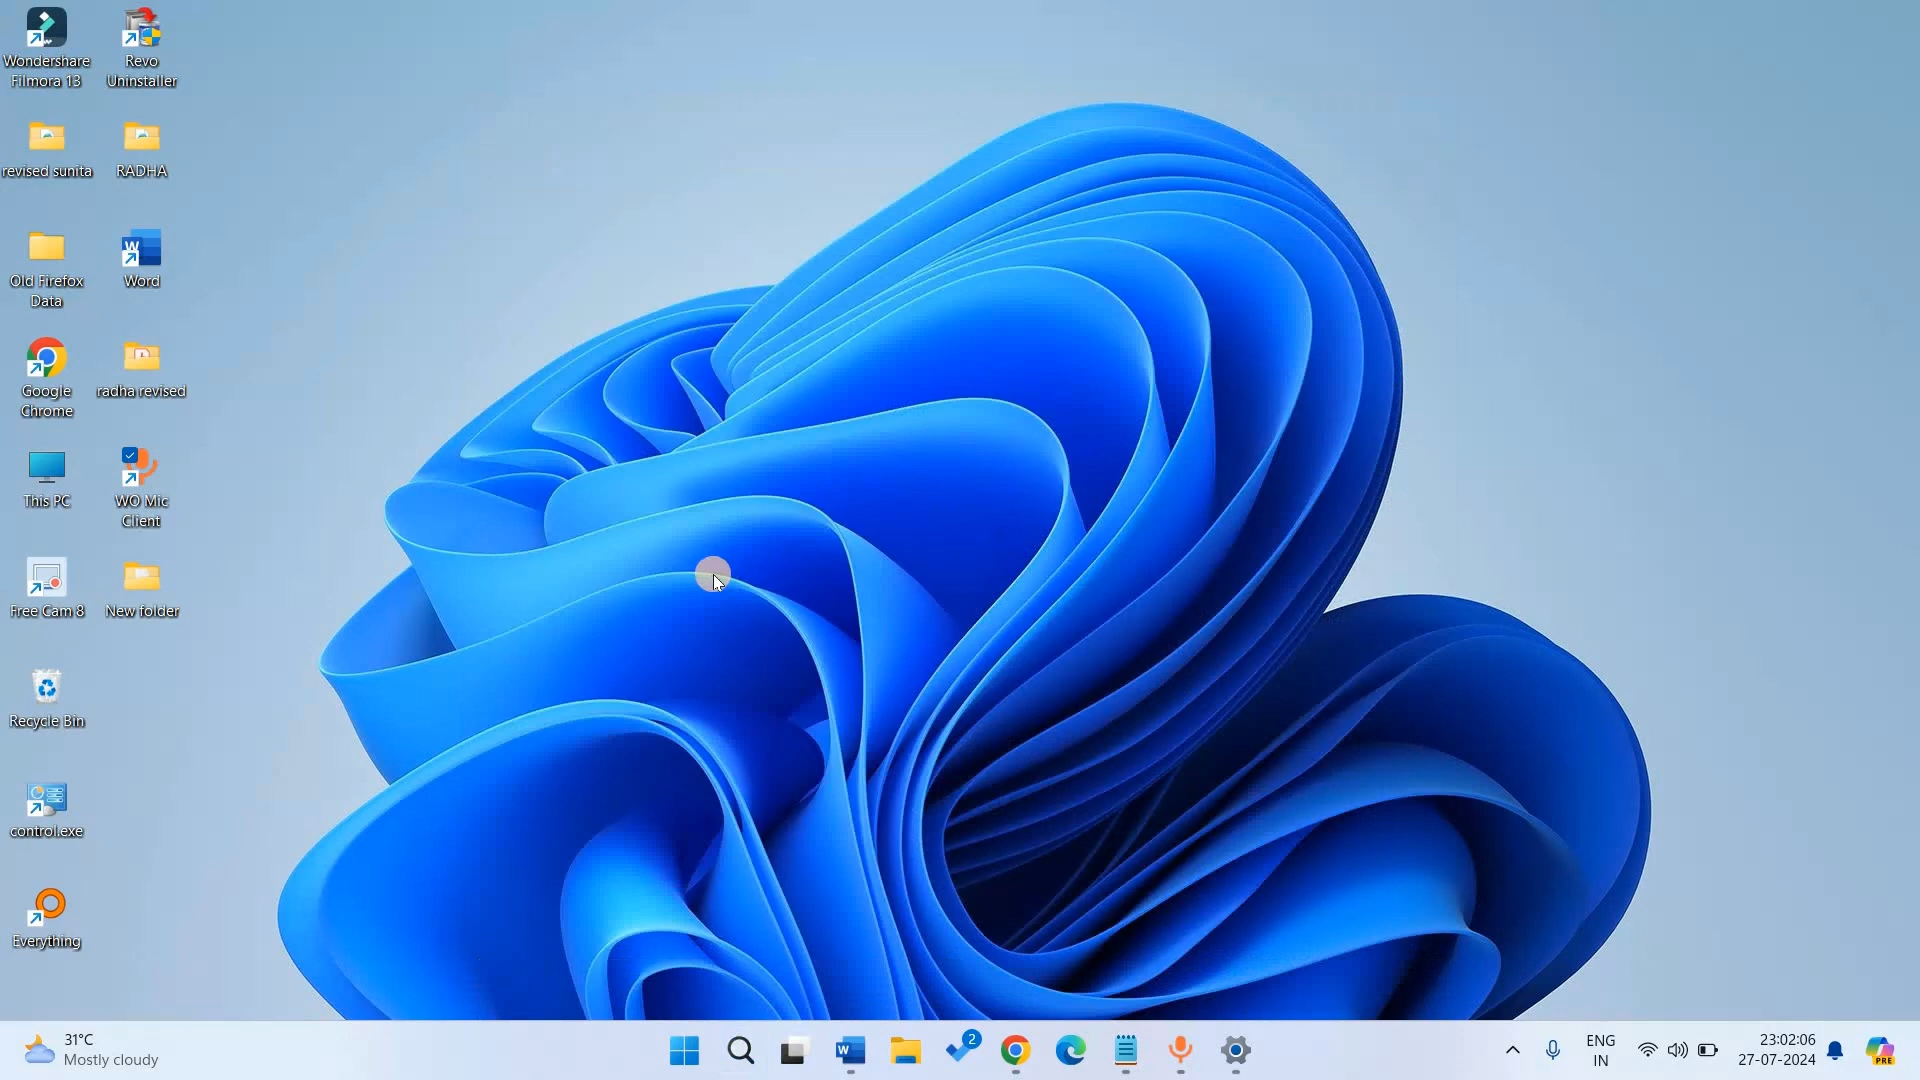 Wondershare
Filmora 13
Revo
Uninstaller
revised sunita
RADHA
Old Firefox
Data
Word
Google
Chrome
radha revised
This PC
WO Mic
Client
Free Cam 8
New folder
Recycle Bin
control.exe
Everything
31°C
Mostly cloudy
2
ENG
IN
23:02:06
27-07-2024
PRE